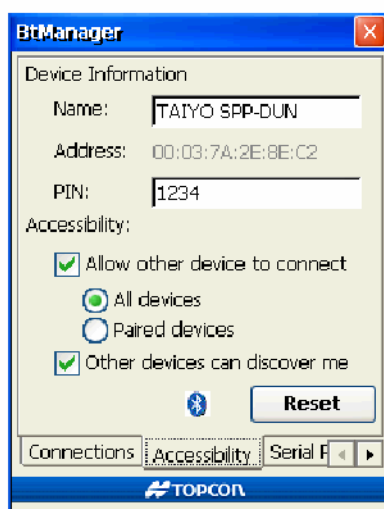 BtManager
Device Information
Name: TAIYO SPP-DUN
Address: 00:03:7A:2E:8E:C2
PIN: 1234
Accessibility:
Allow other device to connect
All devices
Paired devices
Other devices can discover me
Reset
Connections Accessibility Serial
TOPCON